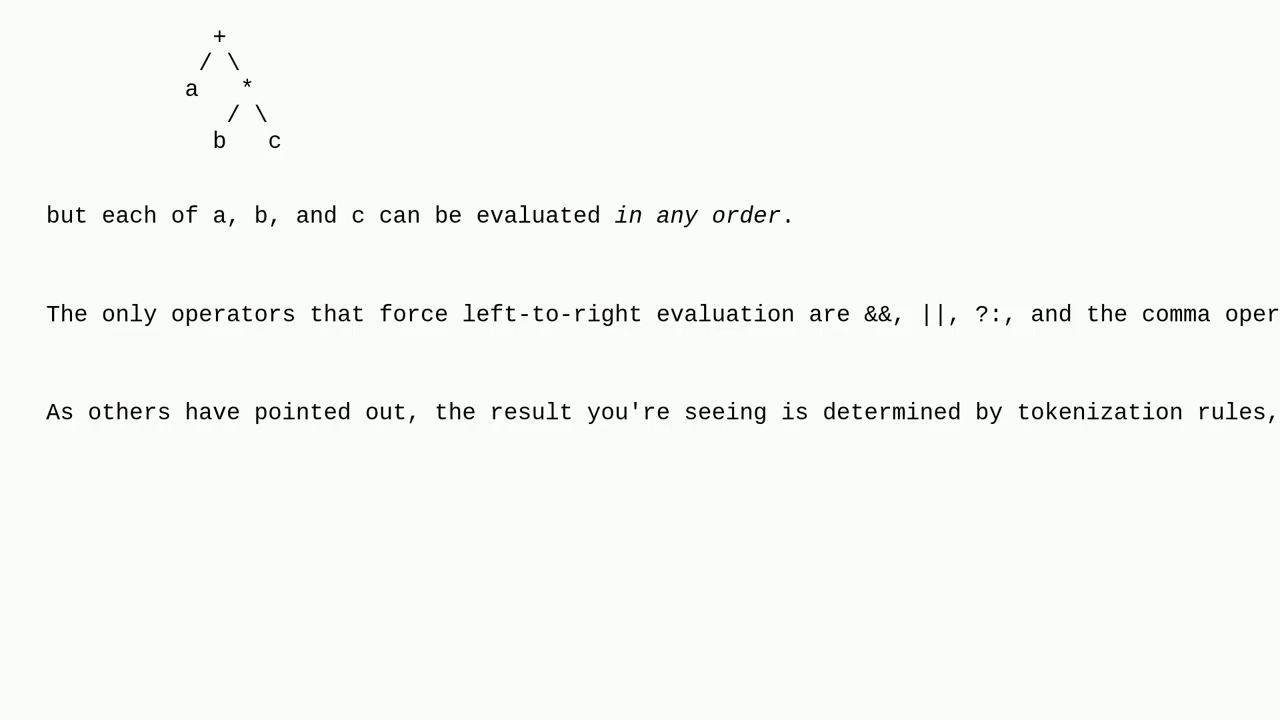 +
/ \
a   *
/ \
b   c
but each of a, b, and c can be evaluated in any order.
The only operators that force left-to-right evaluation are &&, ||, ?:, and the comma oper
As others have pointed out, the result you're seeing is determined by tokenization rules,